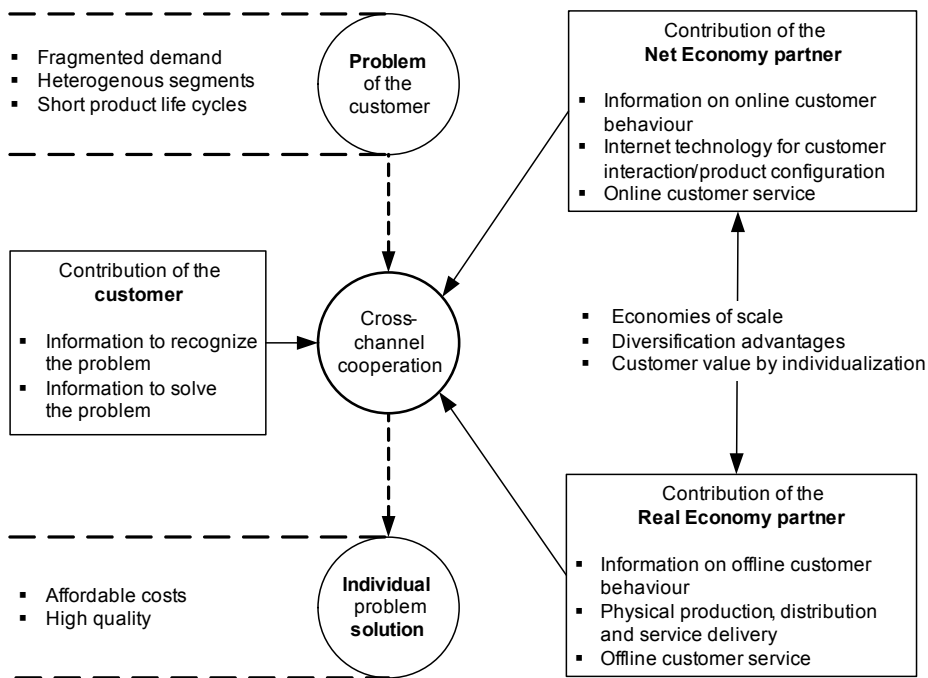 Fragmented demand
Heterogenous segments
Short product life cycles
Problem
of the
customer
Contribution of the
Net Economy partner
Information on online customer
behaviour
Internet technology for customer
interaction/product configuration
Online customer service
Contribution of the
customer
Information to recognize
the problem
Information to solve
the problem
Cross-
channel
cooperation
Economies of scale
Diversification advantages
Customer value by individualization
Affordable costs
High quality
Individual
problem
solution
Contribution of the
Real Economy partner
Information on offline customer
behaviour
Physical production, distribution
and service delivery
Offline customer service